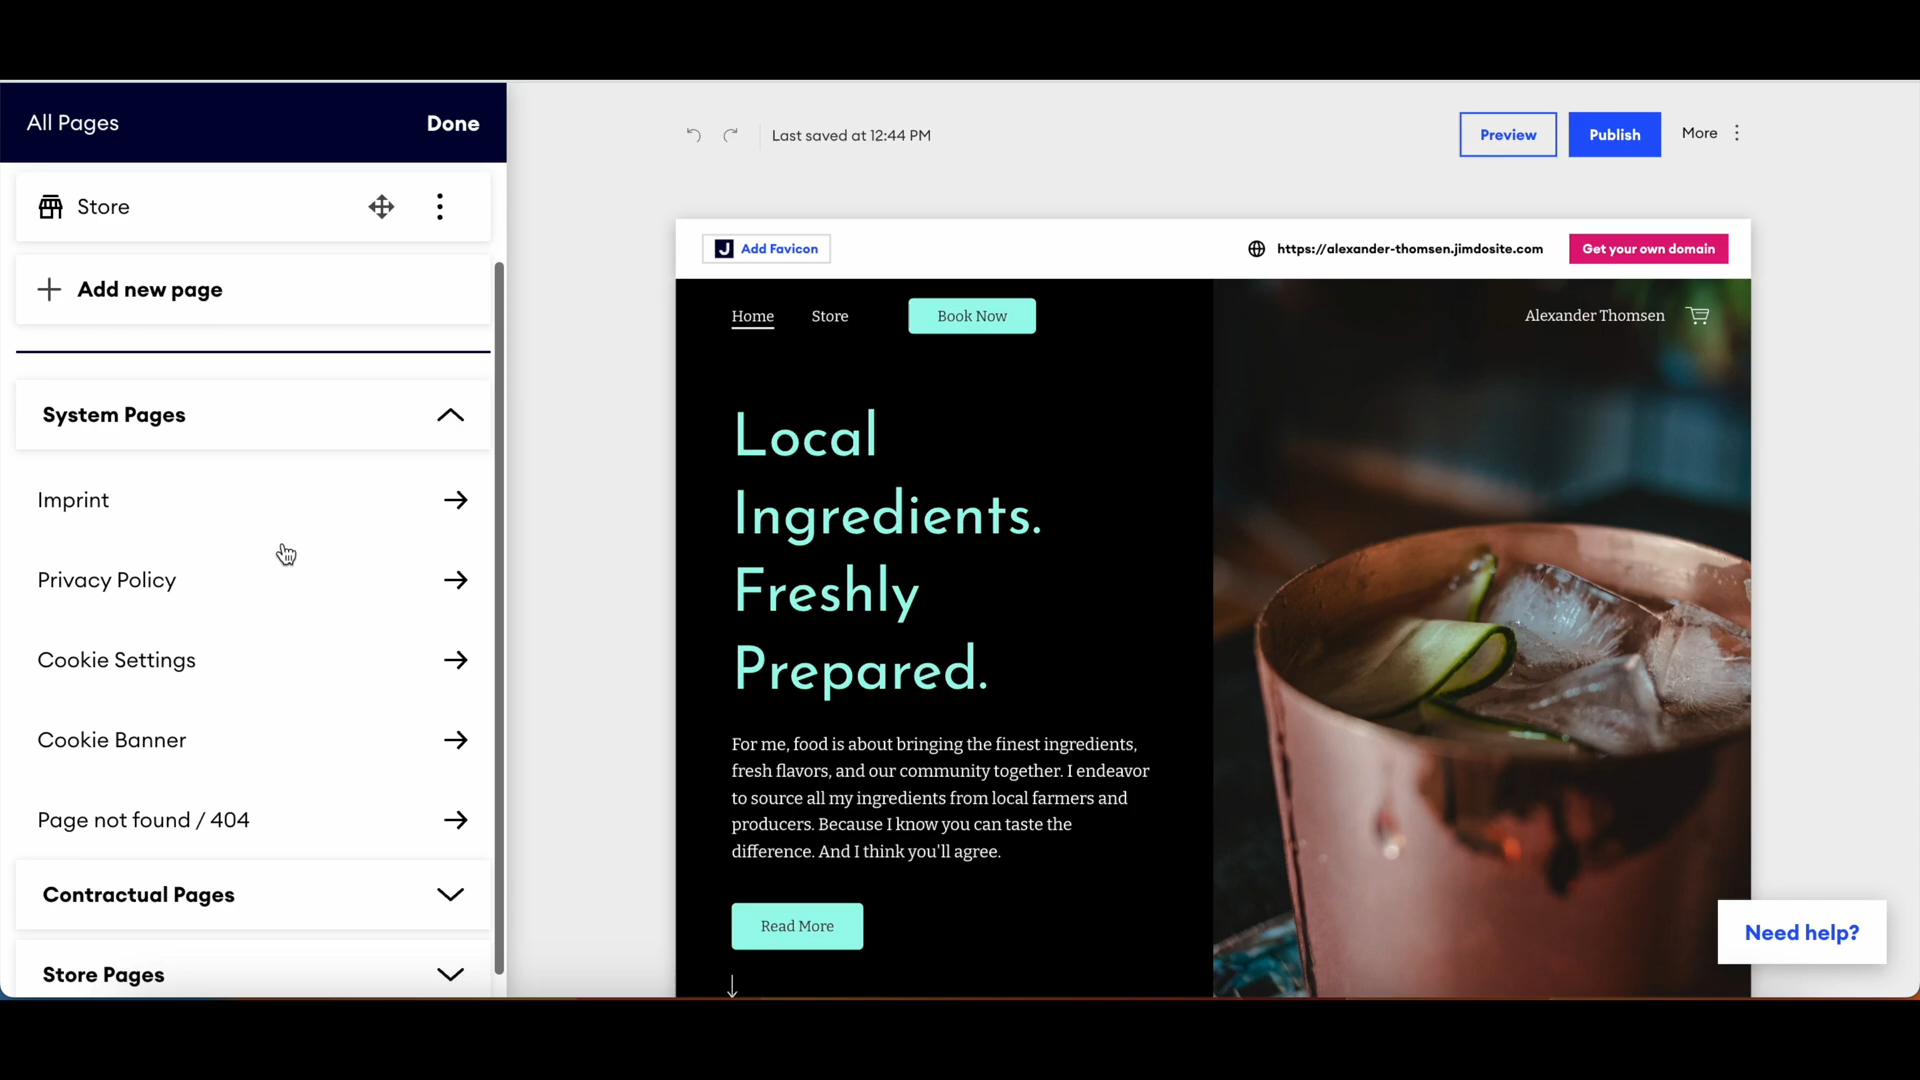 All Pages
Done
Store
Add new page
System Pages
Imprint
Privacy Policy
Cookie Settings
Cookie Banner
Page not found / 404
Contractual Pages
Store Pages
Last saved at 12:44 PM
Preview
Publish
More
J Add Favicon
https://alexander-thomsen.jimdosite.com
Get your own domain
Home
Store
Book Now
Alexander Thomsen
Local
Ingredients.
Freshly
Prepared.
For me, food is about bringing the finest ingredients,
fresh flavors, and our community together. I endeavor
to source all my ingredients from local farmers and
producers. Because I know you can taste the
difference. And I think you'll agree.
Read More
Need help?